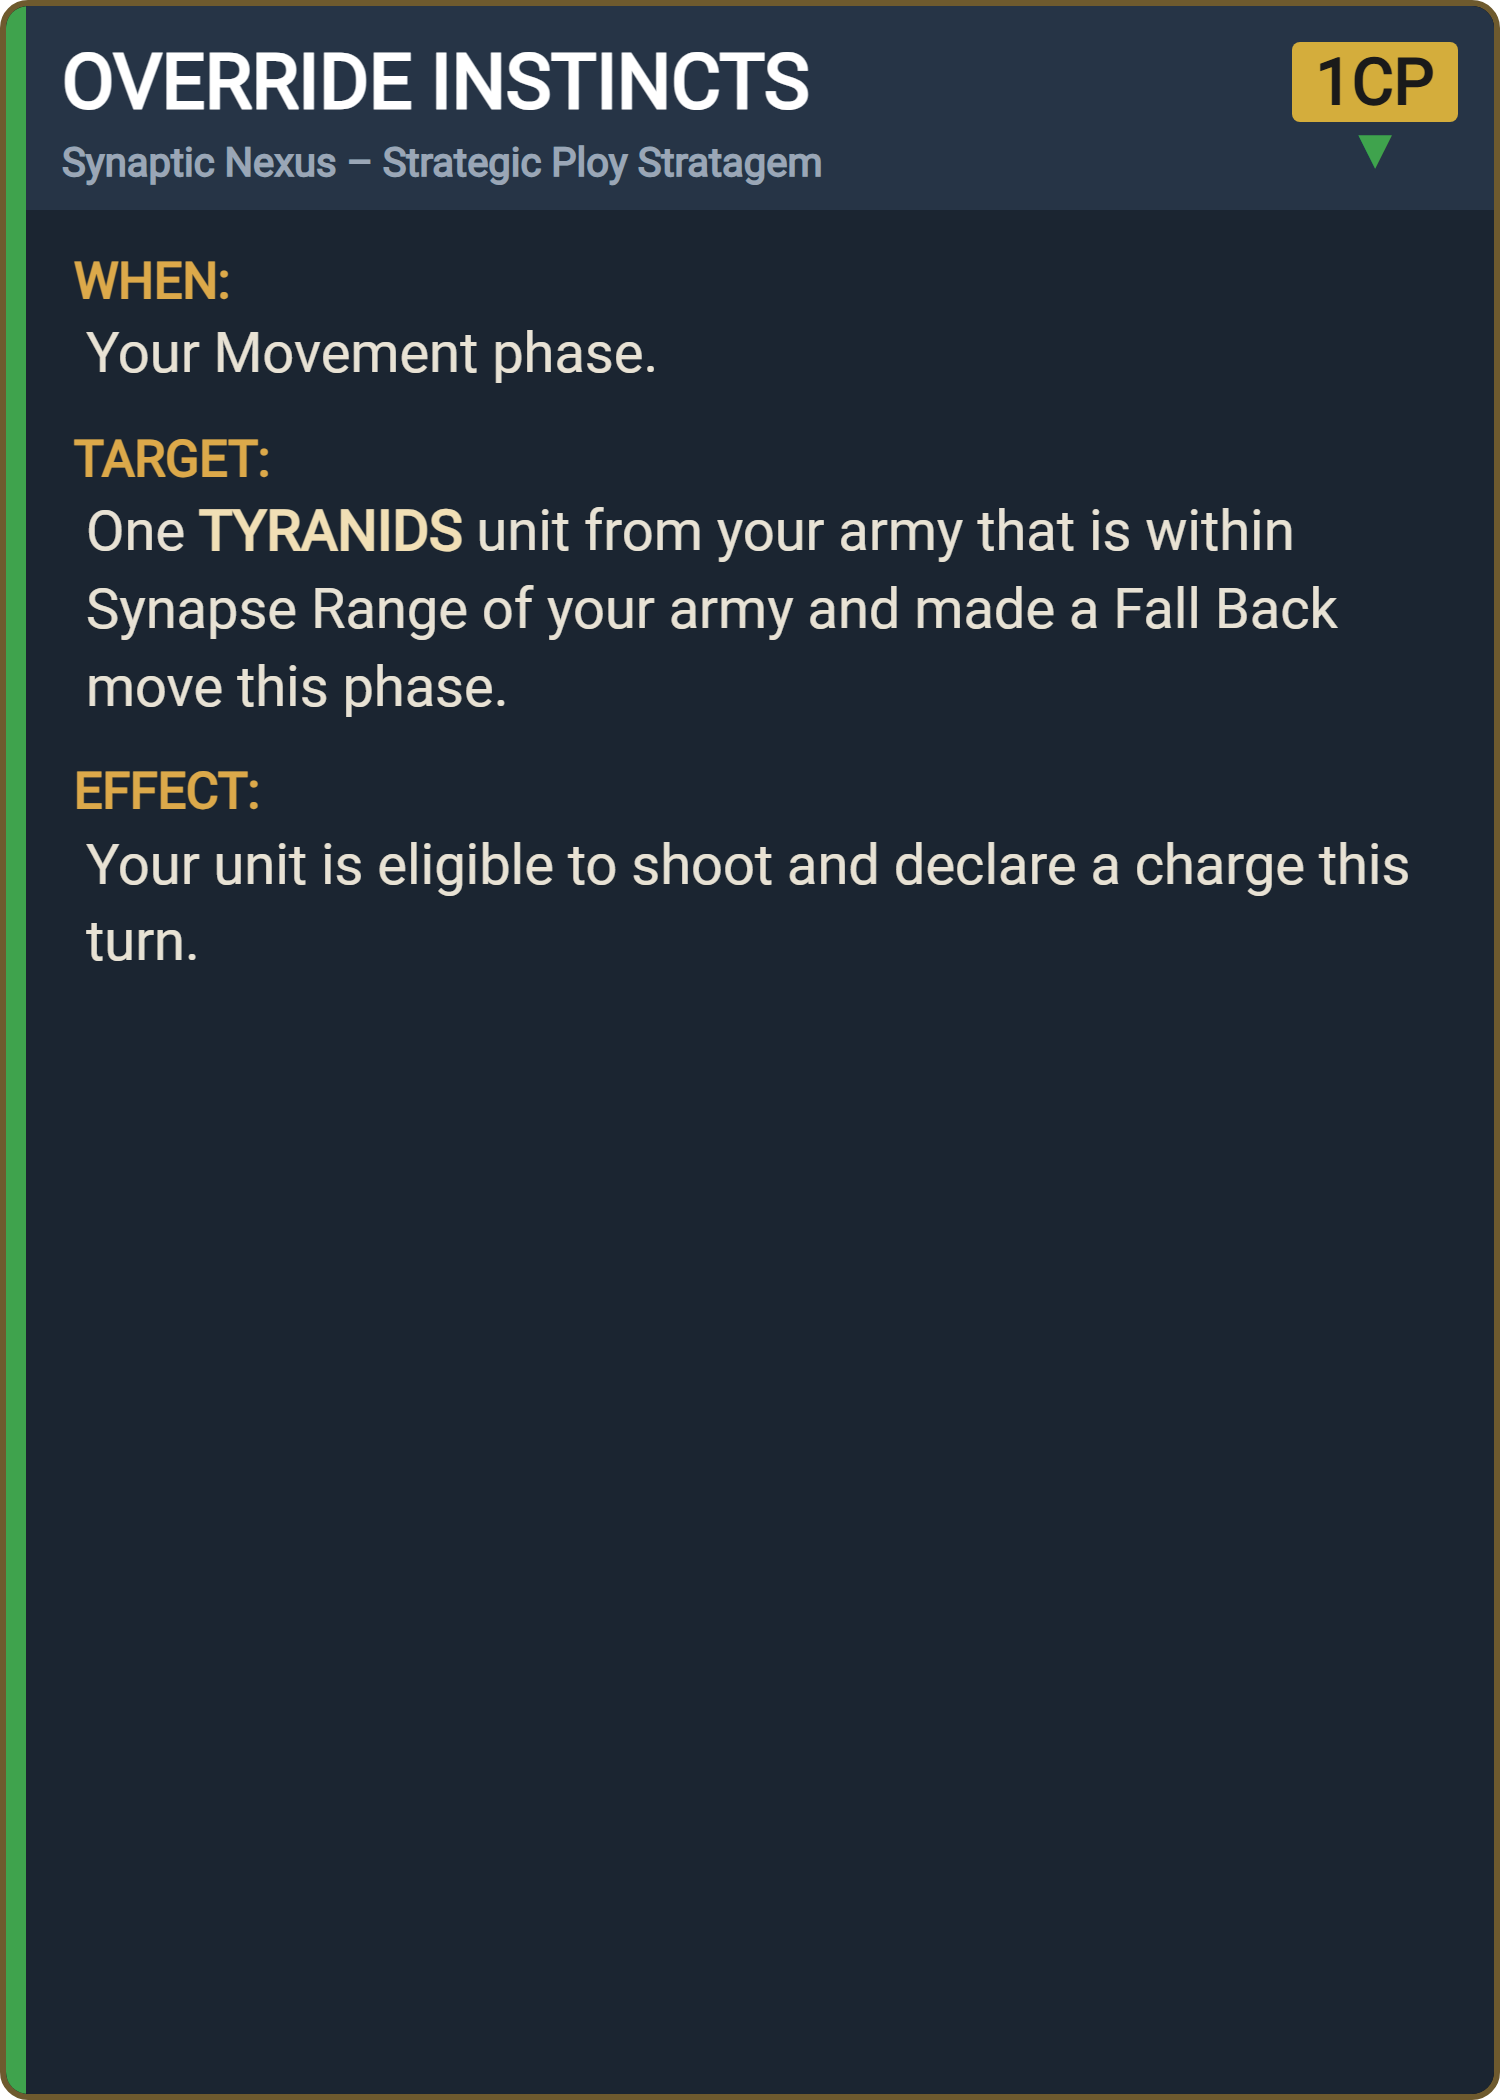 OVERRIDE INSTINCTS
1CP
Synaptic Nexus – Strategic Ploy Stratagem
WHEN:
Your Movement phase.
TARGET:
One TYRANIDS unit from your army that is within
Synapse Range of your army and made a Fall Back
move this phase.
EFFECT:
Your unit is eligible to shoot and declare a charge this
turn.